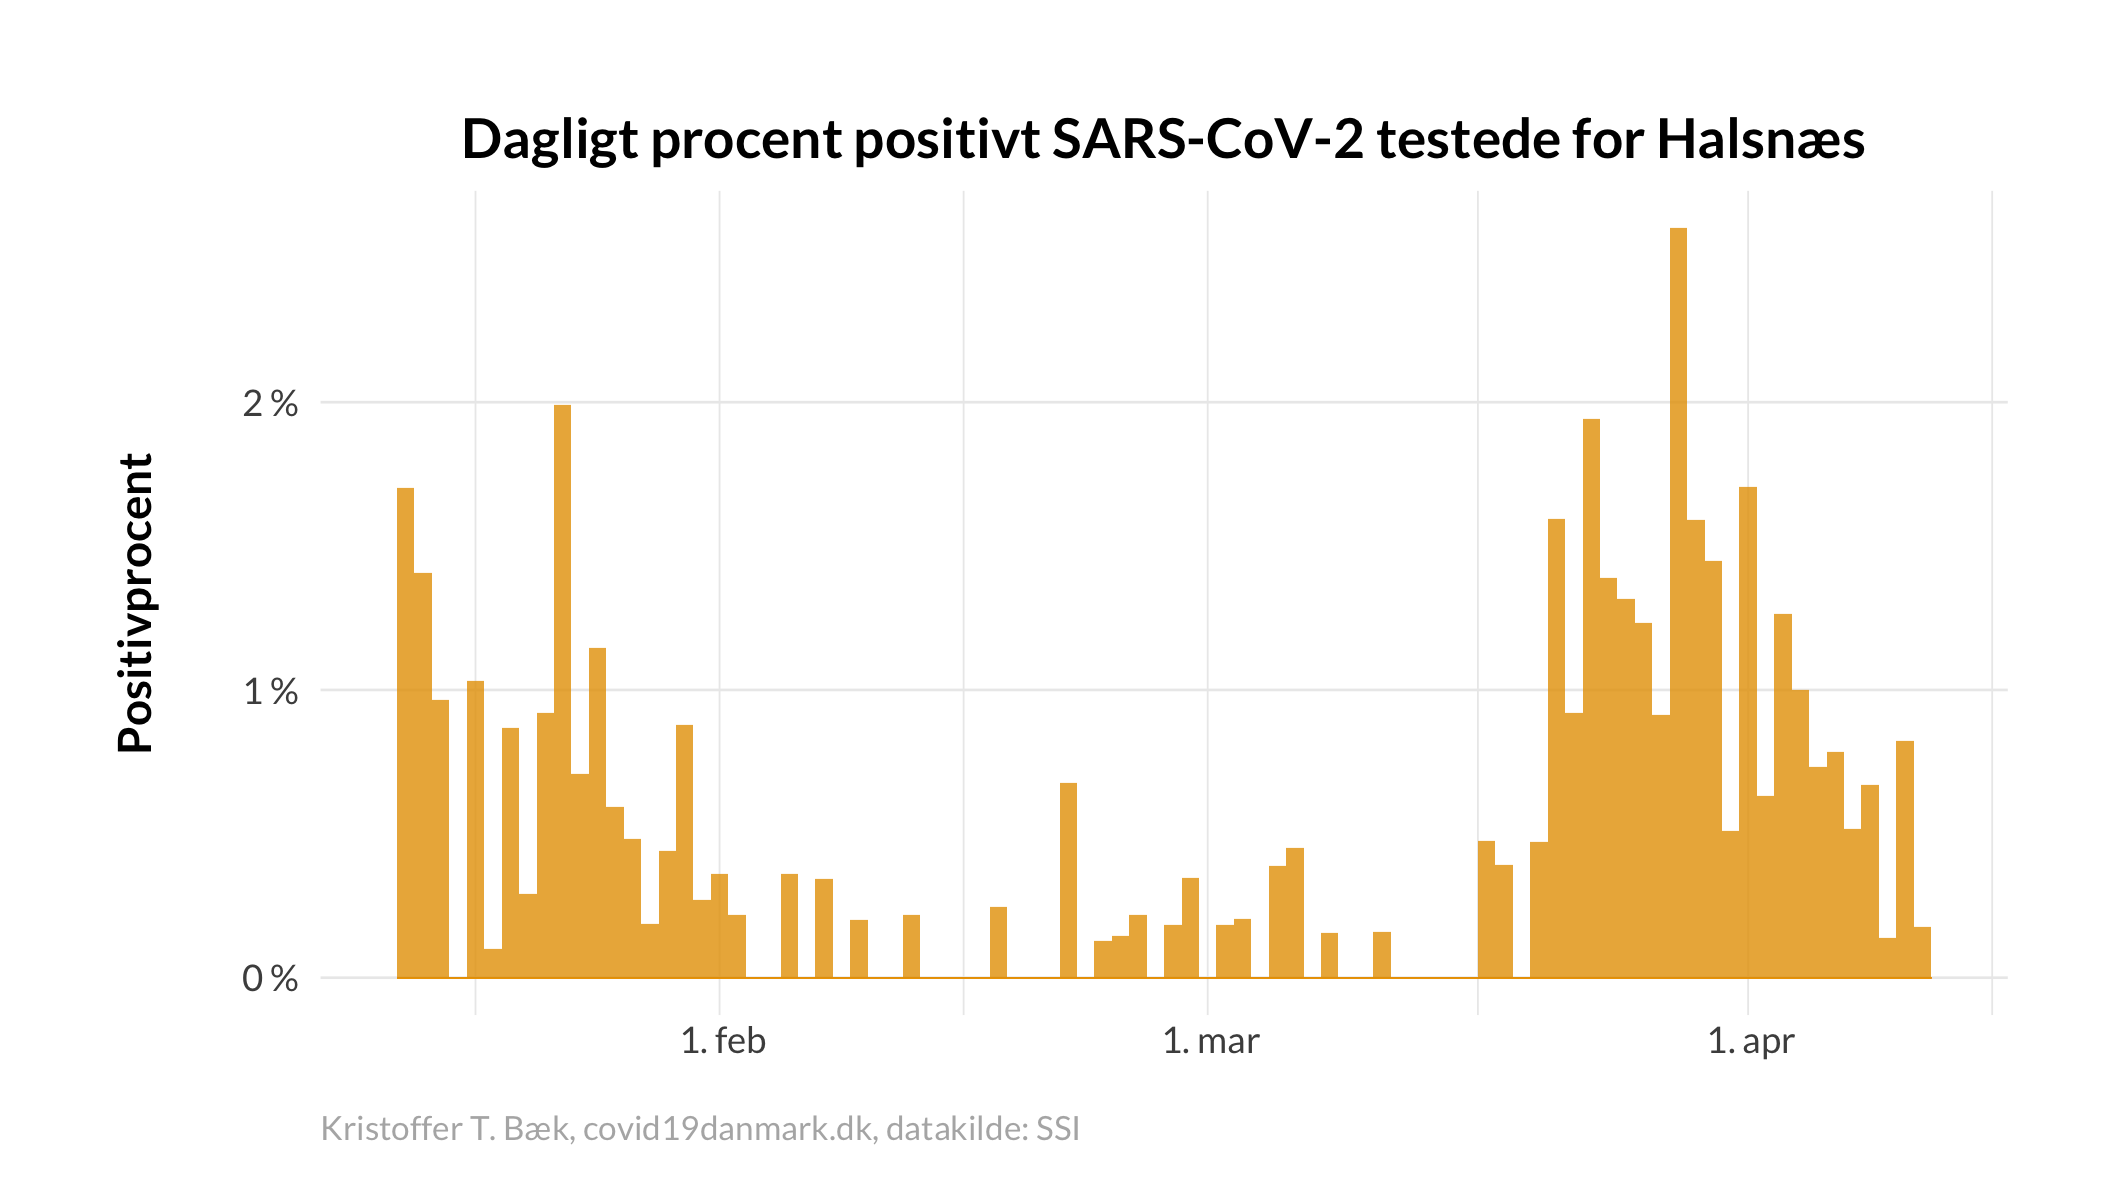 Dagligt procent positivt SARS-CoV-2 testede for Halsnæs
Positivprocent
2 %
1 %
0 %
1. feb
1. mar
1. apr
Kristoffer T. Bæk, covid19danmark.dk, datakilde: SSI